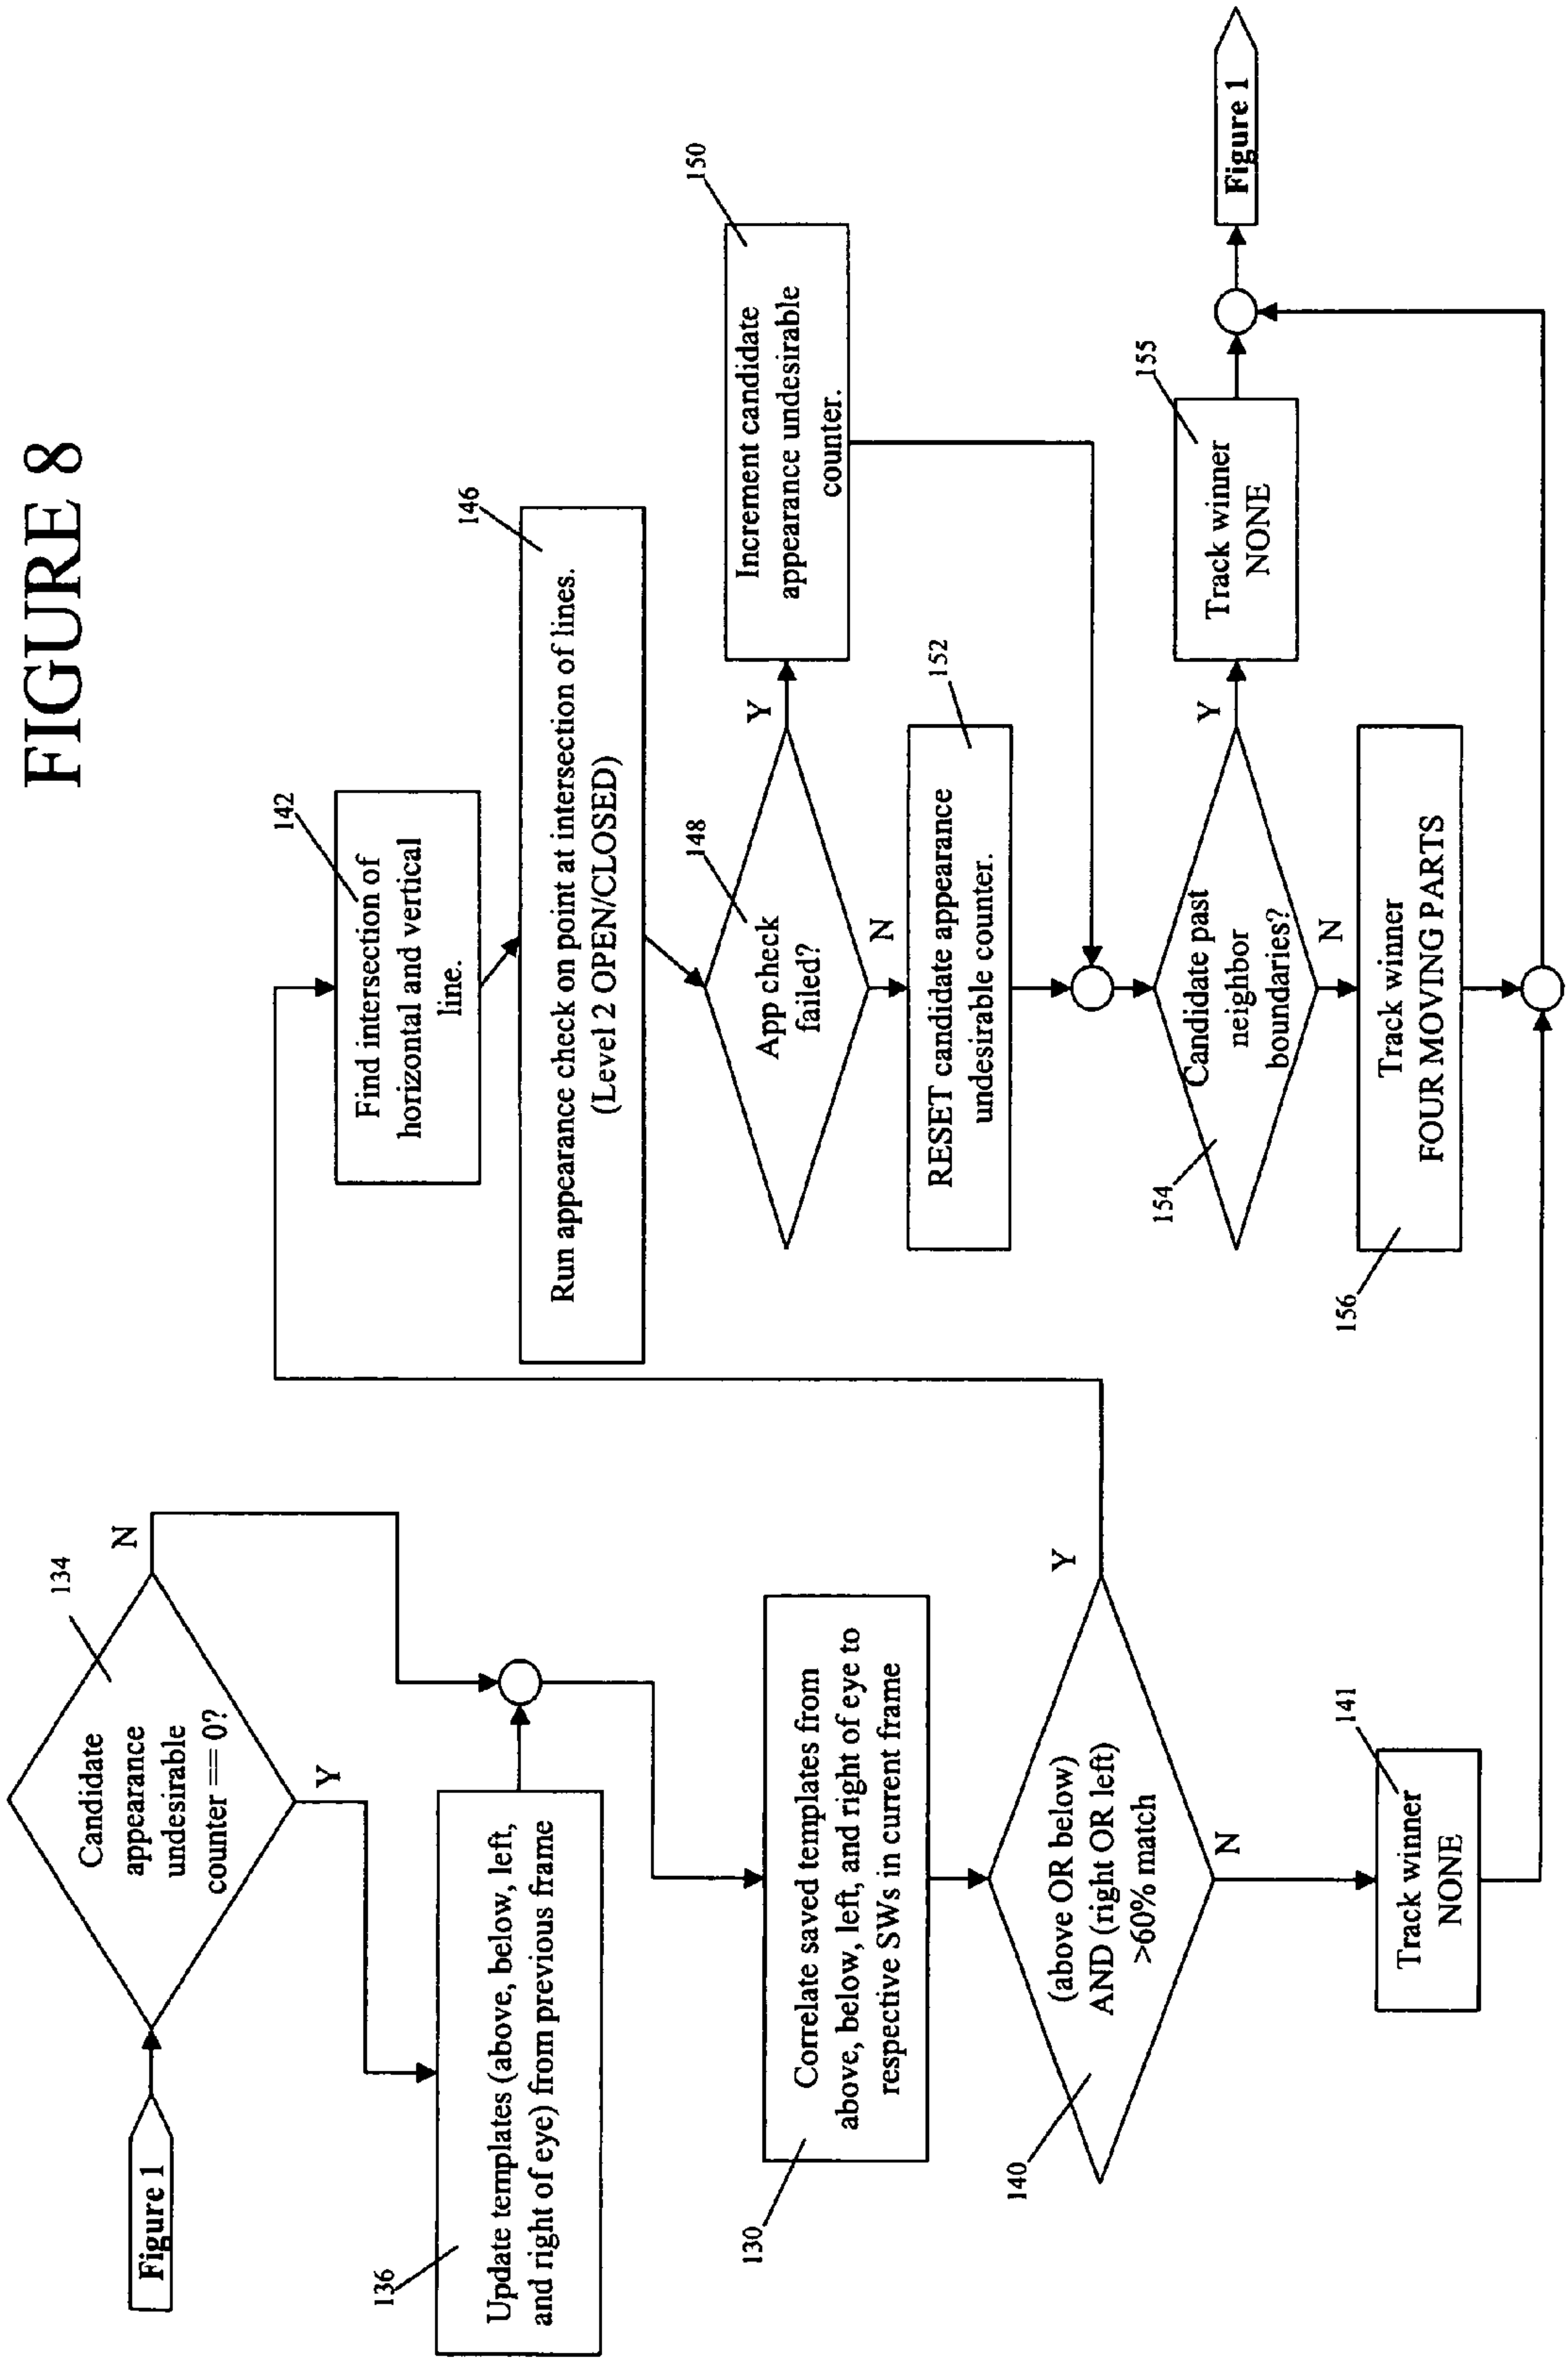 FIGURE 8
Figure 1
134
Candidate
appearance
undesirable
counter == 0?
N
Y
136
Update templates (above, below, left,
and right of eye) from previous frame
130
Correlate saved templates from
above, below, left, and right of eye to
respective SWs in current frame
140
(above OR below)
AND (right OR left)
>60% match
Y
N
141
Track winner
NONE
142
Find intersection of
horizontal and vertical
line.
146
Run appearance check on point at intersection of lines.
(Level 2 OPEN/CLOSED)
148
App check
failed?
Y
N
150
Increment candidate
appearance undesirable
counter.
152
RESET candidate appearance
undesirable counter.
154
Candidate past
neighbor
boundaries?
Y
N
155
Track winner
NONE
156
Track winner
FOUR MOVING PARTS
Figure 1